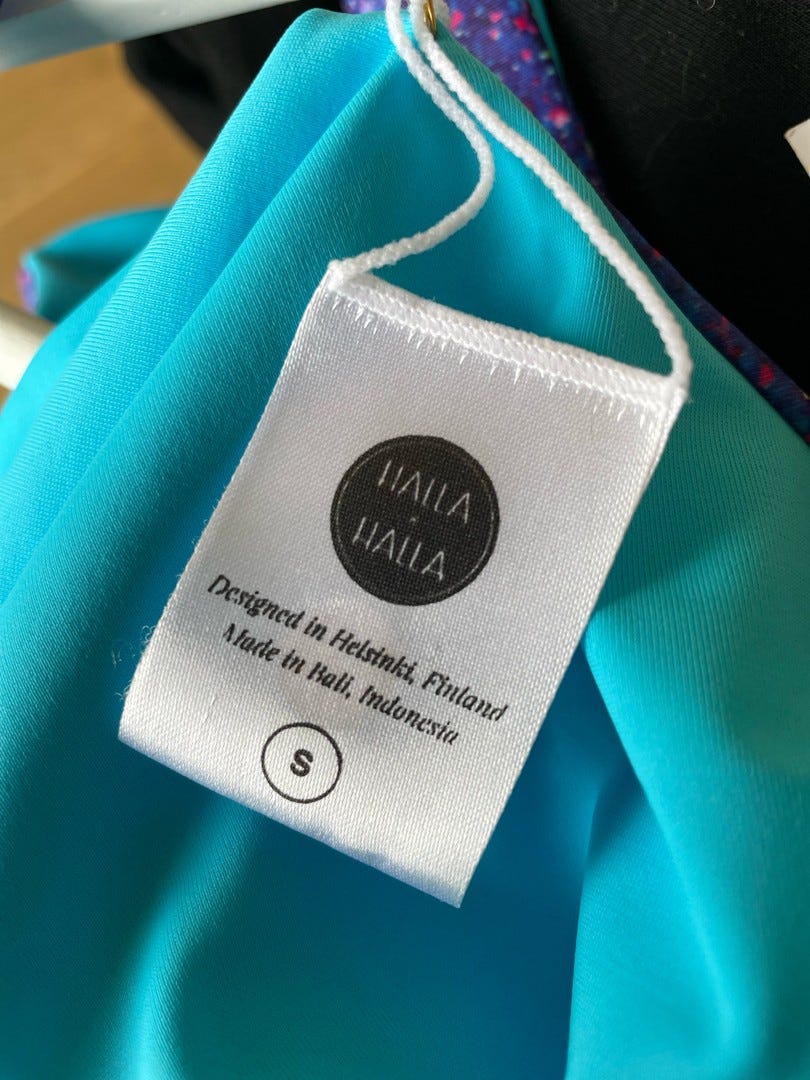 HALLA
HALLA
Designed in Helsinki, Finland
Made in Bali, Indonesia
S